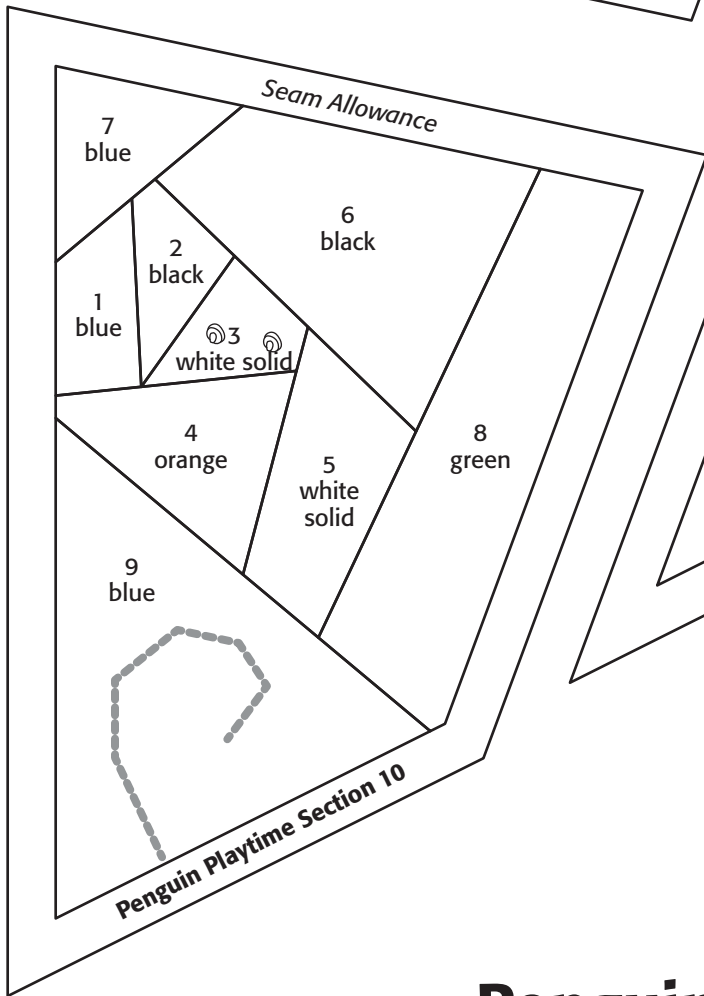 Seam Allowance
7
blue
6
black
2
black
1
blue
3
white solid
4
orange
5
white
solid
8
green
9
blue
Penguin Playtime Section 10